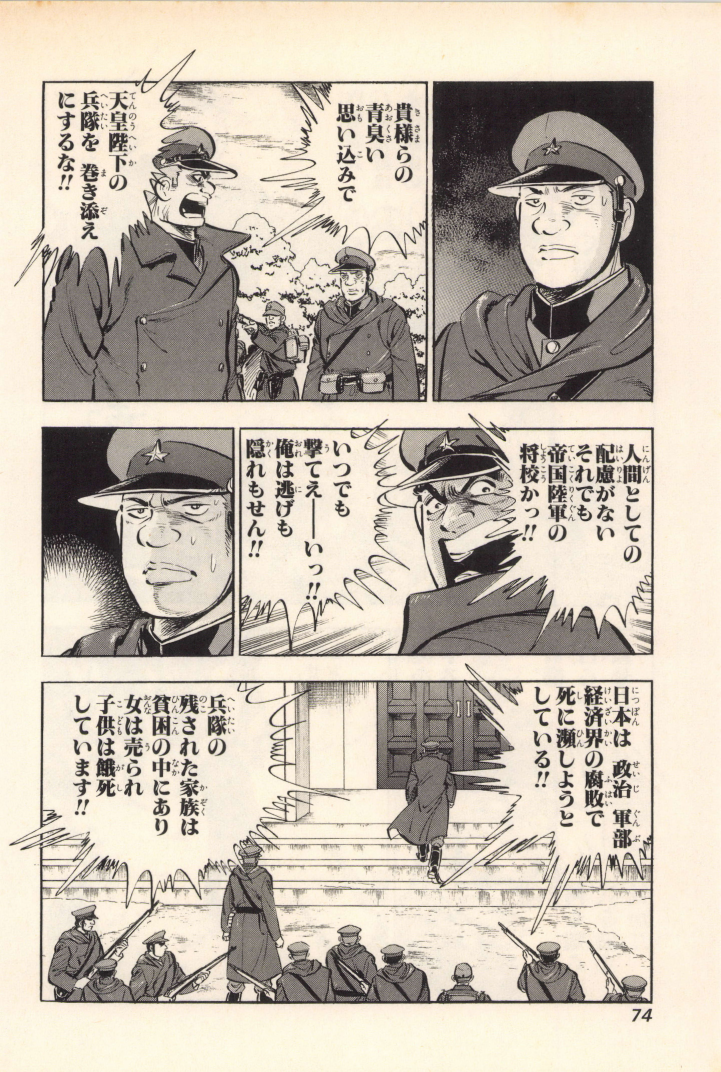 貴様らの
青臭い
思い込みで
天皇陛下の
兵隊を 巻き添え
にするな!!
人間としての
配慮がない
それでも
帝国陸軍の
将校かっ!!
いつでも
撃てえ――いっ!!
俺は逃げも
隠れもせん!!
日本は 政治 軍部
経済界の腐敗で
死に瀕しようと
している!!
兵隊の
残された家族は
貧困の中にあり
女は売られ
子供は餓死
しています!!
74